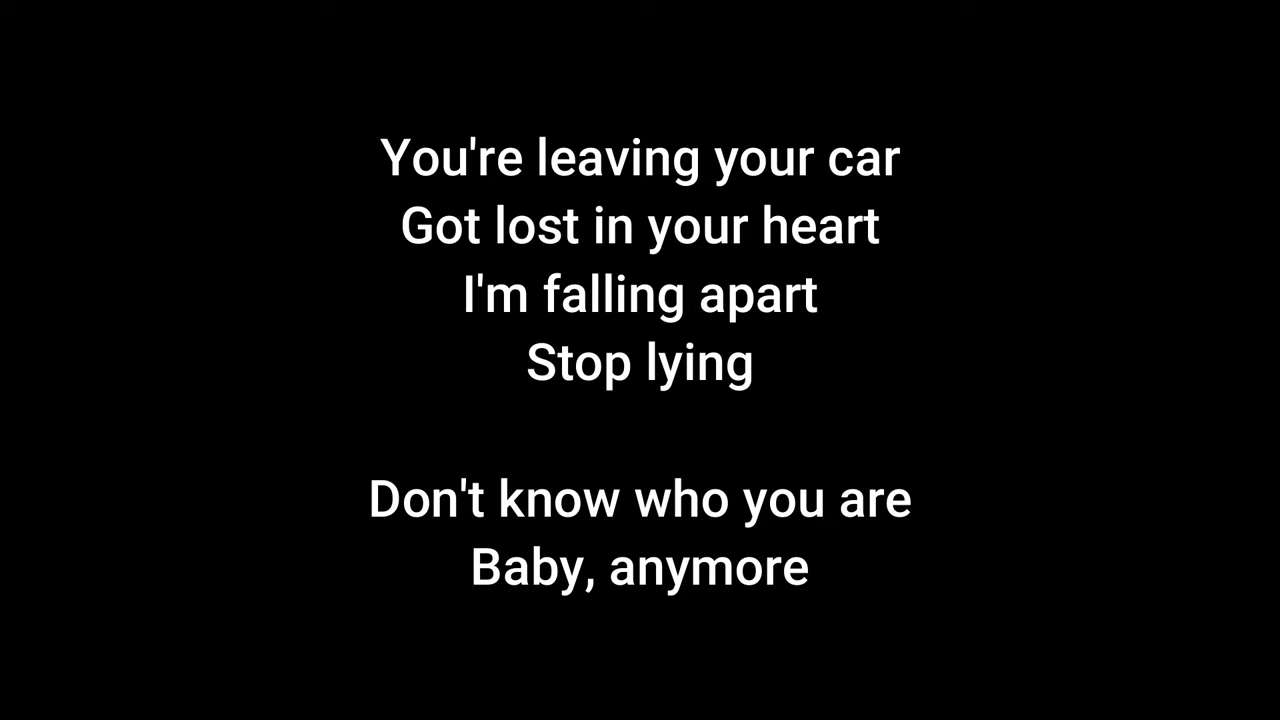 You're leaving your car
Got lost in your heart
I'm falling apart
Stop lying
Don't know who you are
Baby, anymore